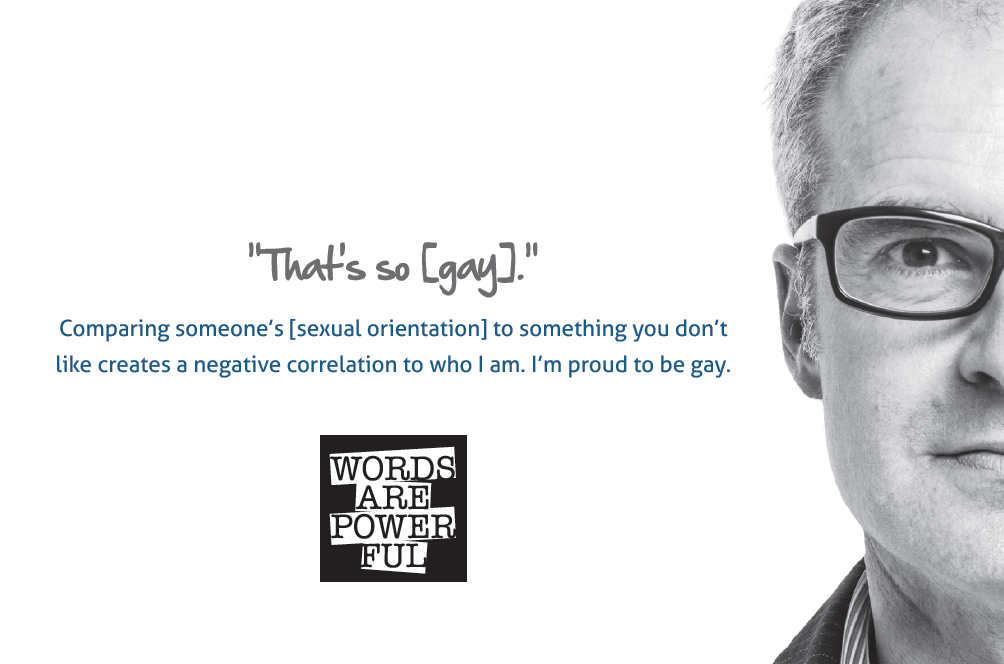 "That's so [gay]."
Comparing someone's [sexual orientation] to something you don't
like creates a negative correlation to who I am. I'm proud to be gay.
WORDS
ARE
POWER
FUL